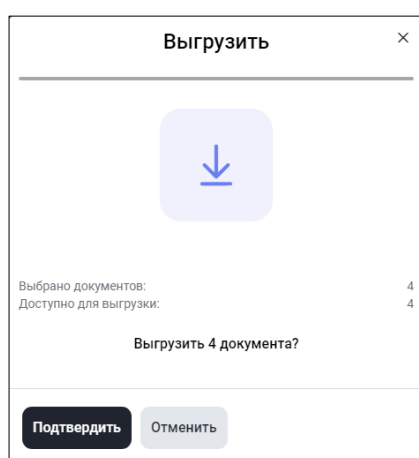 Выгрузить
Выбрано документов: 4
Доступно для выгрузки: 4
Выгрузить 4 документа?
Подтвердить Отменить